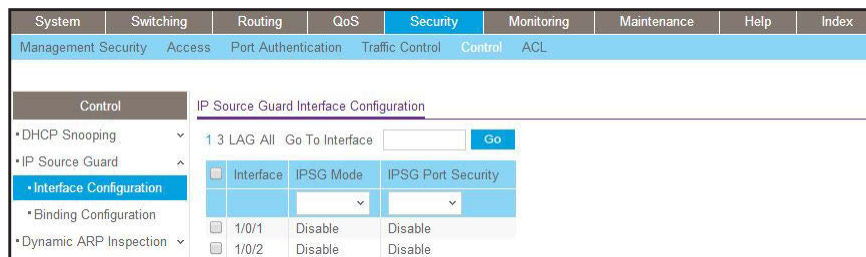 System Switching Routing QoS Security Monitoring Maintenance Help Index
Management Security Access Port Authentication Traffic Control Control ACL
Control
IP Source Guard Interface Configuration
DHCP Snooping
1 3 LAG All Go To Interface Go
IP Source Guard
Interface IPSG Mode IPSG Port Security
Interface Configuration
Binding Configuration
1/0/1 Disable Disable
Dynamic ARP Inspection
1/0/2 Disable Disable